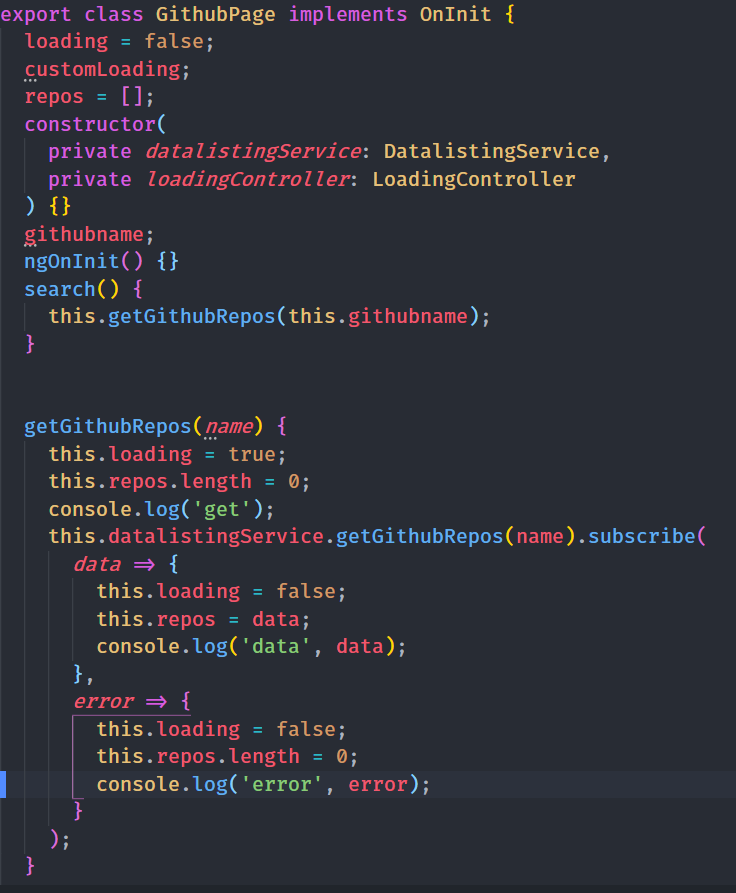 export class GithubPage implements OnInit {
loading = false;
customLoading;
repos = [];
constructor(
private datalistingService: DatalistingService,
private loadingController: LoadingController
) {}
githubname;
ngOnInit() {}
search() {
this.getGithubRepos(this.githubname);
}
getGithubRepos(name) {
this.loading = true;
this.repos.length = 0;
console.log('get');
this.datalistingService.getGithubRepos(name).subscribe(
data => {
this.loading = false;
this.repos = data;
console.log('data', data);
},
error => {
this.loading = false;
this.repos.length = 0;
console.log('error', error);
}
);
}